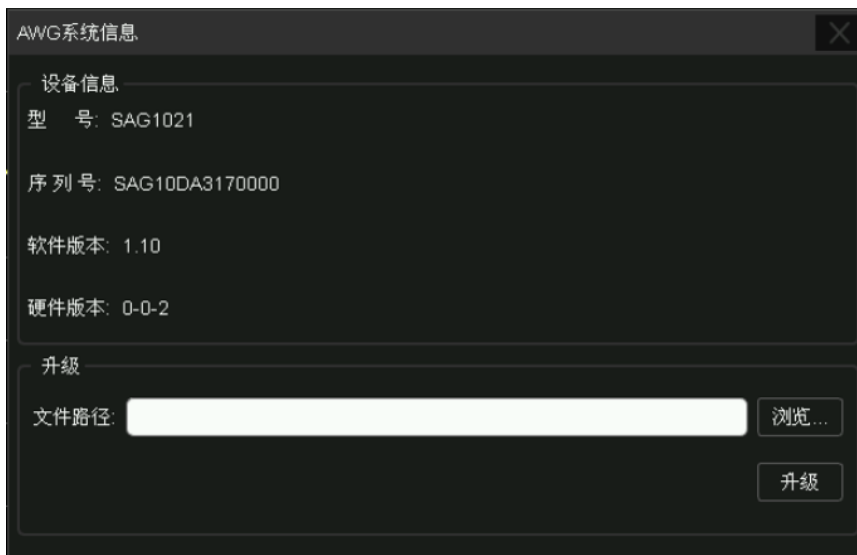 AWG系统信息
设备信息
型 号: SAG1021
序列号: SAG10DA3170000
软件版本: 1.10
硬件版本: 0-0-2
升级
文件路径: 浏览...
升级